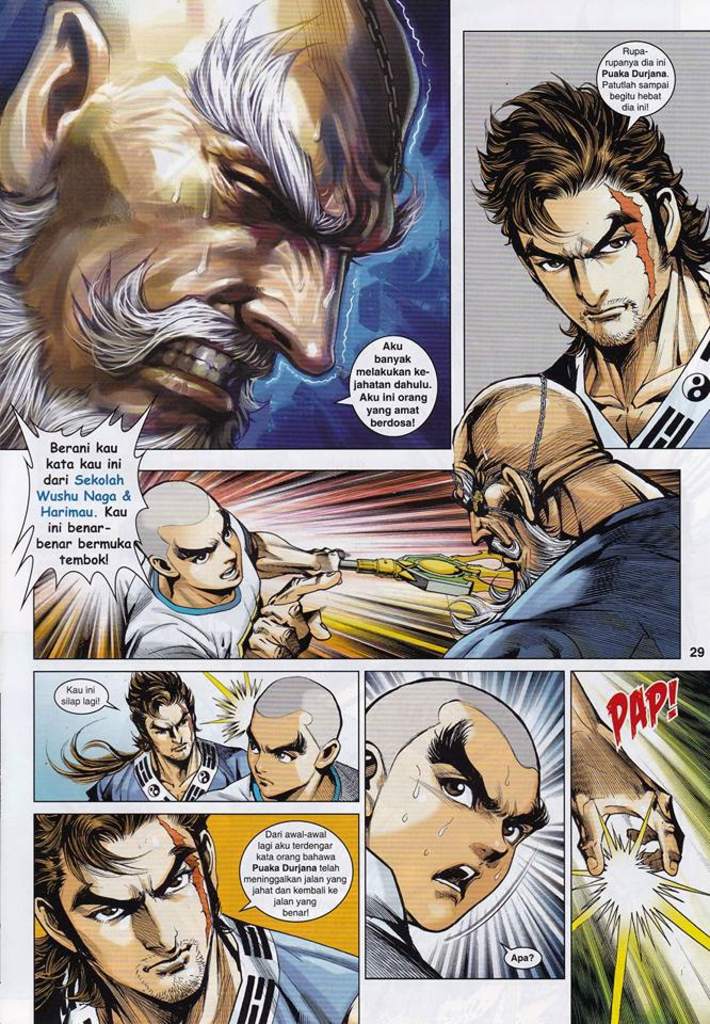 Aku
banyak
melakukan ke-
jahatan dahulu.
Aku ini orang
yang amat
berdosa!
Rupa-
rupanya dia ini
Puaka Durjana.
Patutlah sampai
begitu hebat
dia ini!
Berani kau
kata kau ini
dari Sekolah
Wushu Naga &
Harimau. Kau
ini benar-
benar bermuka
tembok!
29
Kau ini
silap lagi!
Dari awal-awal
lagi aku terdengar
kata orang bahawa
Puaka Durjana telah
meninggalkan jalan yang
jahat dan kembali ke
jalan yang
benar!
Apa?
PAP!